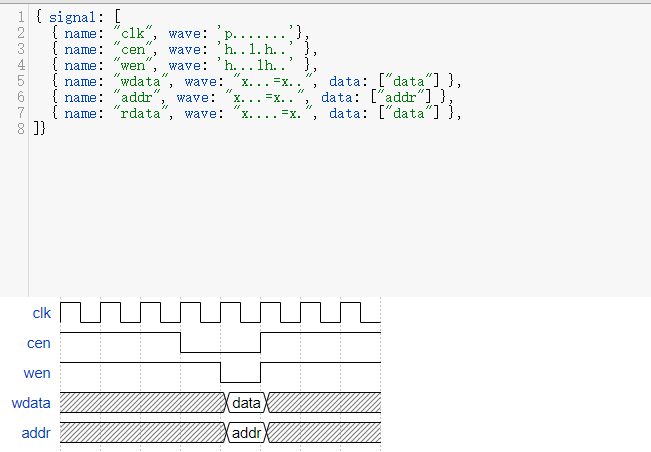 1 { signal: [
2 { name: "clk", wave: 'p.......'},
3 { name: "cen", wave: 'h..l.h..' },
4 { name: "wen", wave: 'h...lh..' },
5 { name: "wdata", wave: "x...=x..", data: ["data"] },
6 { name: "addr", wave: "x...=x..", data: ["addr"] },
7 { name: "rdata", wave: "x....=x.", data: ["data"] },
8 ]}
clk
cen
wen
wdata data
addr addr